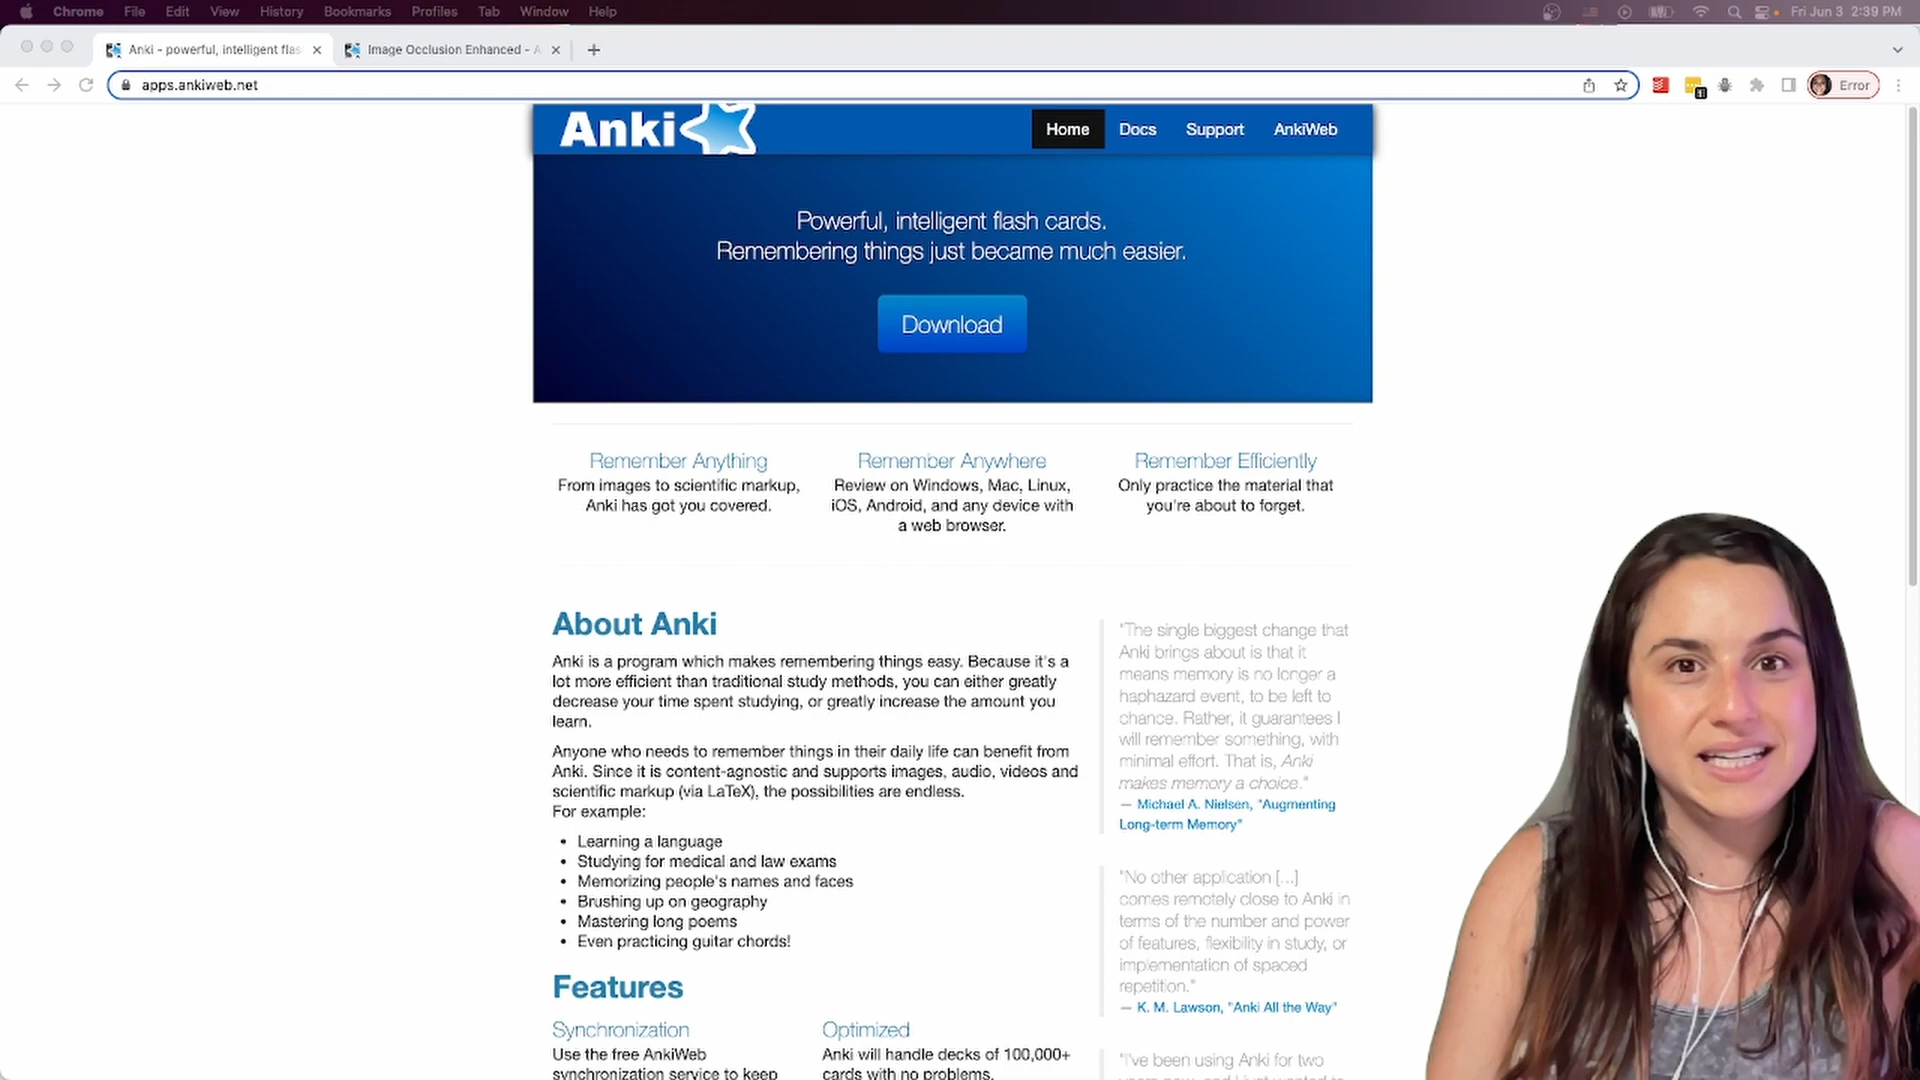 Chrome File Edit View History Bookmarks Profiles Tab Window Help
Fri Jun 3 2:39 PM
Anki - powerful, intelligent flas
Image Occlusion Enhanced - A
apps.ankiweb.net
Error
Anki
Home Docs Support AnkiWeb
Powerful, intelligent flash cards.
Remembering things just became much easier.
Download
Remember Anything
From images to scientific markup,
Anki has got you covered.
Remember Anywhere
Review on Windows, Mac, Linux,
iOS, Android, and any device with
a web browser.
Remember Efficiently
Only practice the material that
you're about to forget.
About Anki
Anki is a program which makes remembering things easy. Because it's a
lot more efficient than traditional study methods, you can either greatly
decrease your time spent studying, or greatly increase the amount you
learn.
Anyone who needs to remember things in their daily life can benefit from
Anki. Since it is content-agnostic and supports images, audio, videos and
scientific markup (via LaTeX), the possibilities are endless.
For example:
• Learning a language
• Studying for medical and law exams
• Memorizing people's names and faces
• Brushing up on geography
• Mastering long poems
• Even practicing guitar chords!
Features
Synchronization
Use the free AnkiWeb
synchronization service to keep
Optimized
Anki will handle decks of 100,000+
cards with no problems.
"The single biggest change that
Anki brings about is that it
means memory is no longer a
haphazard event, to be left to
chance. Rather, it guarantees I
will remember something, with
minimal effort. That is, Anki
makes memory a choice."
— Michael A. Nielsen, "Augmenting
Long-term Memory"
"No other application [...]
comes remotely close to Anki in
terms of the number and power
of features, flexibility in study, or
implementation of spaced
repetition."
— K. M. Lawson, "Anki All the Way"
"I've been using Anki for two